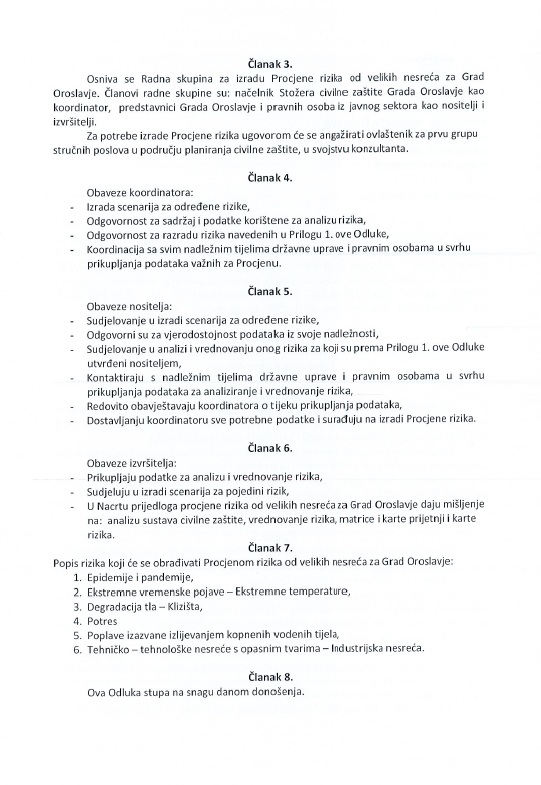 Članak 3.
Osniva se Radna skupina za izradu Procjene rizika od velikih nesreća za Grad
Oroslavje. Članovi radne skupine su: načelnik Stožera civilne zaštite Grada Oroslavje kao
koordinator, predstavnici Grada Oroslavje i pravnih osoba iz javnog sektora kao nositelji i
izvršitelji.
Za potrebe izrade Procjene rizika ugovorom će se angažirati ovlaštenik za prvu grupu
stručnih poslova u području planiranja civilne zaštite, u svojstvu konzultanta.
Članak 4.
Obaveze koordinatora:
- Izrada scenarija za određene rizike,
- Odgovornost za sadržaj i podatke korištene za analizu rizika,
- Odgovornost za razradu rizika navedenih u Prilogu 1. ove Odluke,
- Koordinacija sa svim nadležnim tijelima državne uprave i pravnim osobama u svrhu
prikupljanja podataka važnih za Procjenu.
Članak 5.
Obaveze nositelja:
- Sudjelovanje u izradi scenarija za određene rizike,
- Odgovorni su za vjerodostojnost podataka iz svoje nadležnosti,
- Sudjelovanje u analizi i vrednovanju onog rizika za koji su prema Prilogu 1. ove Odluke
utvrđeni nositeljem,
- Kontaktiraju s nadležnim tijelima državne uprave i pravnim osobama u svrhu
prikupljanja podataka za analiziranje i vrednovanje rizika,
- Redovito obavještavaju koordinatora o tijeku prikupljanja podataka,
- Dostavljanju koordinatoru sve potrebne podatke i surađuju na izradi Procjene rizika.
Članak 6.
Obaveze izvršitelja:
- Prikupljaju podatke za analizu i vrednovanje rizika,
- Sudjeluju u izradi scenarija za pojedini rizik,
- U Nacrtu prijedloga procjene rizika od velikih nesreća za Grad Oroslavje daju mišljenje
na: analizu sustava civilne zaštite, vrednovanje rizika, matrice i karte prijetnji i karte
rizika.
Članak 7.
Popis rizika koji će se obrađivati Procjenom rizika od velikih nesreća za Grad Oroslavje:
1. Epidemije i pandemije,
2. Ekstremne vremenske pojave – Ekstremne temperature,
3. Degradacija tla – Klizišta,
4. Potres
5. Poplave izazvane izlijevanjem kopnenih vodenih tijela,
6. Tehničko – tehnološke nesreće s opasnim tvarima – Industrijska nesreća.
Članak 8.
Ova Odluka stupa na snagu danom donošenja.